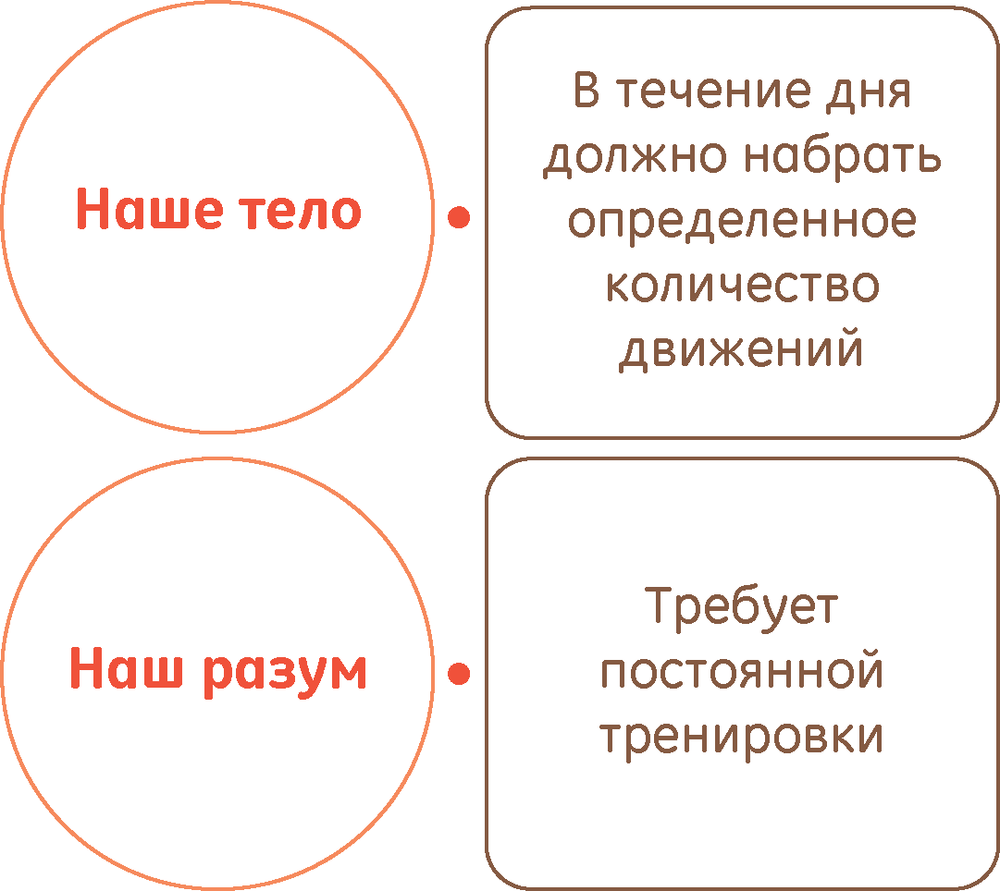 Наше тело
В течение дня
должно набрать
определенное
количество
движений
Наш разум
Требует
постоянной
тренировки